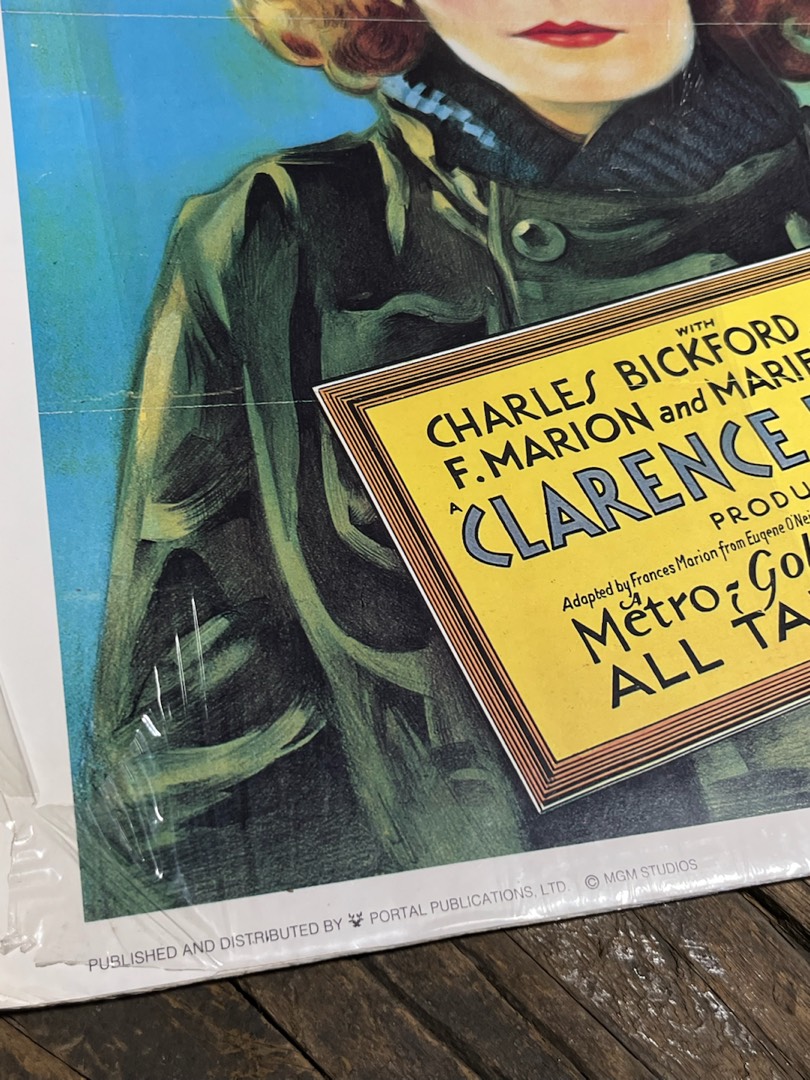 WITH
CHARLES BICKFORD
F. MARION and MARIE
A
CLARENCE
PRODU
Adapted by Frances Marion from Eugene O'Nei
A
Metro-Gol
ALL TA
PUBLISHED AND DISTRIBUTED BY PORTAL PUBLICATIONS, LTD. © MGM STUDIOS